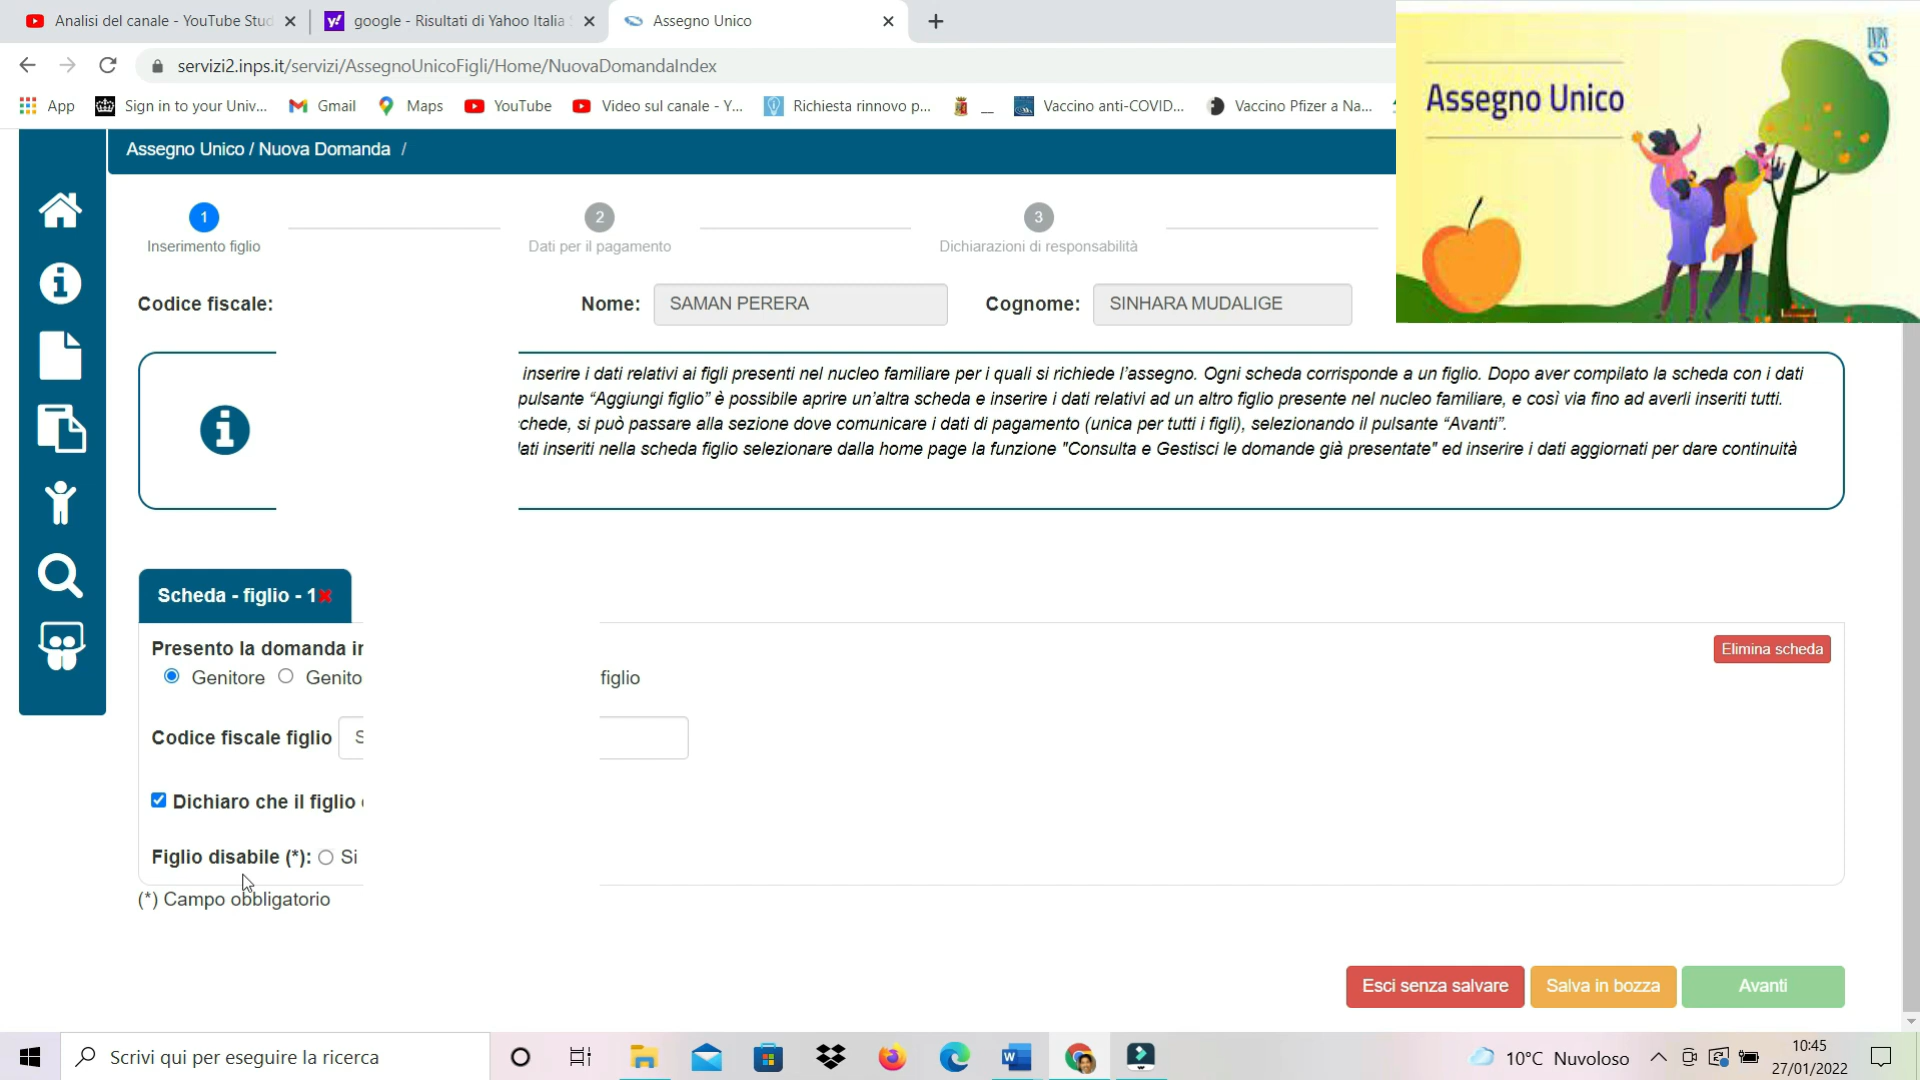 Analisi del canale - YouTube Stud
google - Risultati di Yahoo Italia S
Assegno Unico
servizi2.inps.it/servizi/AssegnoUnicoFigli/Home/NuovaDomandaIndex
App
Sign in to your Univ...
Gmail
Maps
YouTube
Video sul canale - Y...
Richiesta rinnovo p...
Vaccino anti-COVID...
Vaccino Pfizer a Na...
INPS
Assegno Unico
Assegno Unico / Nuova Domanda /
1
2
3
Inserimento figlio
Dati per il pagamento
Dichiarazioni di responsabilità
Codice fiscale:
Nome: SAMAN PERERA
Cognome: SINHARA MUDALIGE
inserire i dati relativi ai figli presenti nel nucleo familiare per i quali si richiede l'assegno. Ogni scheda corrisponde a un figlio. Dopo aver compilato la scheda con i dati
pulsante “Aggiungi figlio” è possibile aprire un'altra scheda e inserire i dati relativi ad un altro figlio presente nel nucleo familiare, e così via fino ad averli inseriti tutti.
chede, si può passare alla sezione dove comunicare i dati di pagamento (unica per tutti i figli), selezionando il pulsante “Avanti”.
dati inseriti nella scheda figlio selezionare dalla home page la funzione "Consulta e Gestisci le domande già presentate" ed inserire i dati aggiornati per dare continuità
Scheda - figlio - 1
Presento la domanda in
Elimina scheda
Genitore Genito figlio
Codice fiscale figlio S
Dichiaro che il figlio
Figlio disabile (*): Si
(*) Campo obbligatorio
Esci senza salvare
Salva in bozza
Avanti
Scrivi qui per eseguire la ricerca
10°C Nuvoloso
10:45
27/01/2022